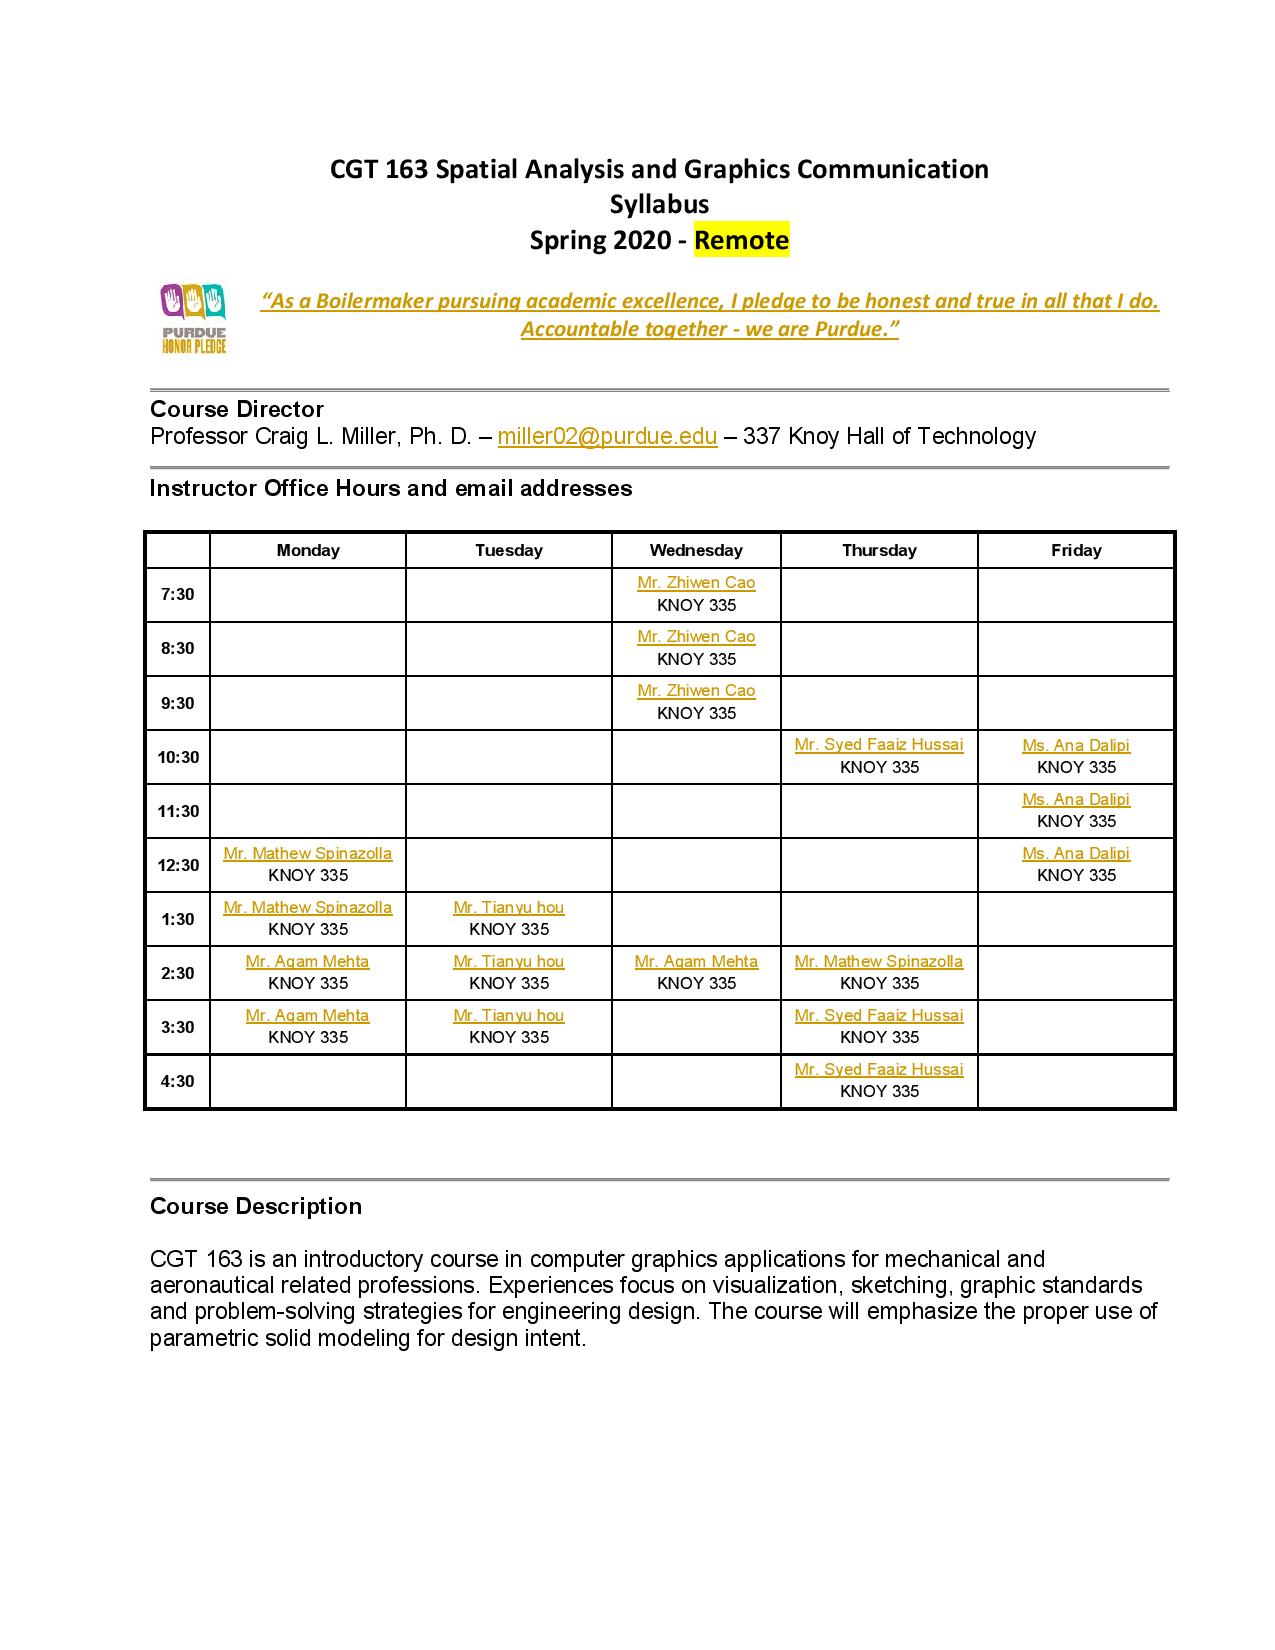 CGT 163 Spatial Analysis and Graphics Communication
Syllabus
Spring 2020 - Remote
PURDUE
HONOR PLEDGE
“As a Boilermaker pursuing academic excellence, I pledge to be honest and true in all that I do.
Accountable together - we are Purdue.”
Course Director
Professor Craig L. Miller, Ph. D. – miller02@purdue.edu – 337 Knoy Hall of Technology
Instructor Office Hours and email addresses
Monday Tuesday Wednesday Thursday Friday
7:30 Mr. Zhiwen Cao
KNOY 335
8:30 Mr. Zhiwen Cao
KNOY 335
9:30 Mr. Zhiwen Cao
KNOY 335
10:30 Mr. Syed Faaiz Hussai Ms. Ana Dalipi
KNOY 335 KNOY 335
11:30 Ms. Ana Dalipi
KNOY 335
12:30 Mr. Mathew Spinazolla Ms. Ana Dalipi
KNOY 335 KNOY 335
1:30 Mr. Mathew Spinazolla Mr. Tianyu hou
KNOY 335 KNOY 335
2:30 Mr. Agam Mehta Mr. Tianyu hou Mr. Agam Mehta Mr. Mathew Spinazolla
KNOY 335 KNOY 335 KNOY 335 KNOY 335
3:30 Mr. Agam Mehta Mr. Tianyu hou Mr. Syed Faaiz Hussai
KNOY 335 KNOY 335 KNOY 335
4:30 Mr. Syed Faaiz Hussai
KNOY 335
Course Description
CGT 163 is an introductory course in computer graphics applications for mechanical and
aeronautical related professions. Experiences focus on visualization, sketching, graphic standards
and problem-solving strategies for engineering design. The course will emphasize the proper use of
parametric solid modeling for design intent.